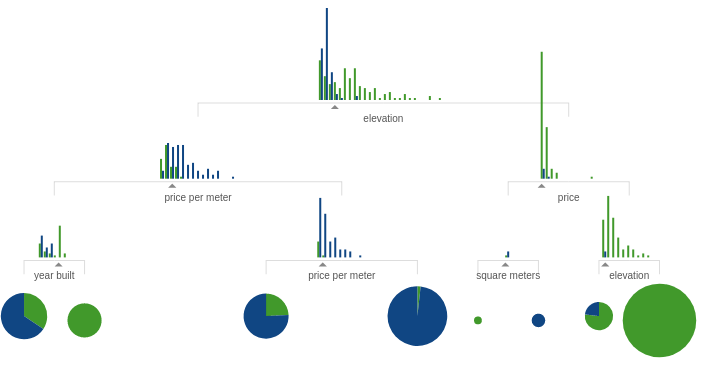 elevation
price per meter
price
year built
price per meter
square meters
elevation